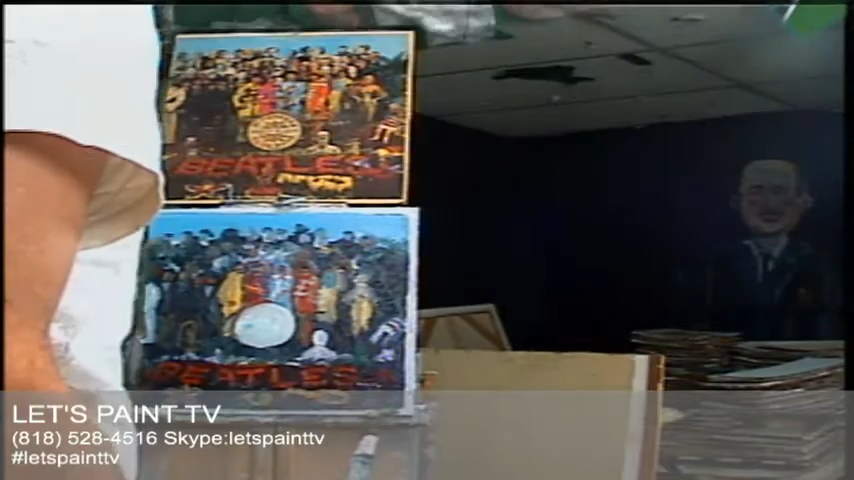 BEATLES
BEATLES
LET'S PAINT TV
(818) 528-4516 Skype:letspainttv
#letspainttv